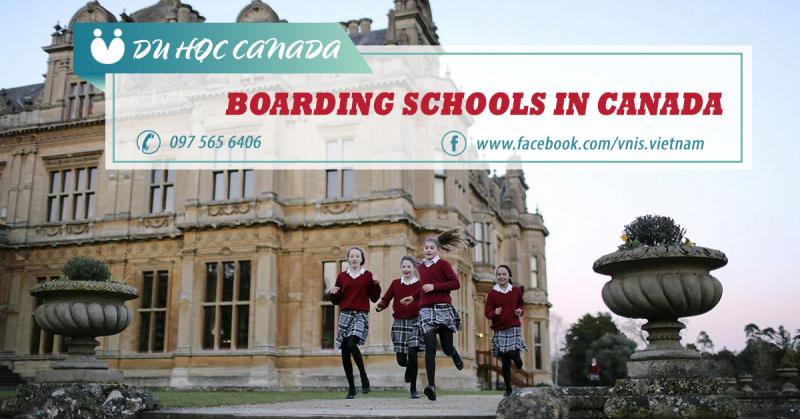 DU HỌC CANADA
BOARDING SCHOOLS IN CANADA
097 565 6406
www.facebook.com/vnis.vietnam